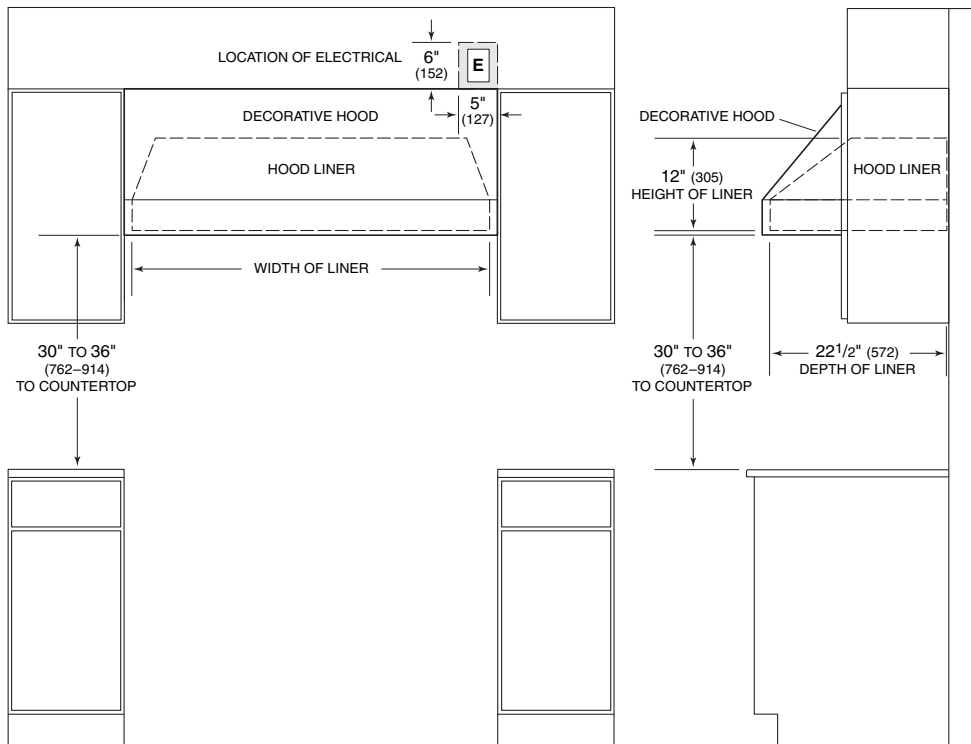 LOCATION OF ELECTRICAL
6"
(152)
E
5"
(127)
DECORATIVE HOOD
HOOD LINER
WIDTH OF LINER
30" TO 36"
(762–914)
TO COUNTERTOP
DECORATIVE HOOD
12" (305)
HEIGHT OF LINER
HOOD LINER
30" TO 36"
(762–914)
TO COUNTERTOP
22 1/2" (572)
DEPTH OF LINER